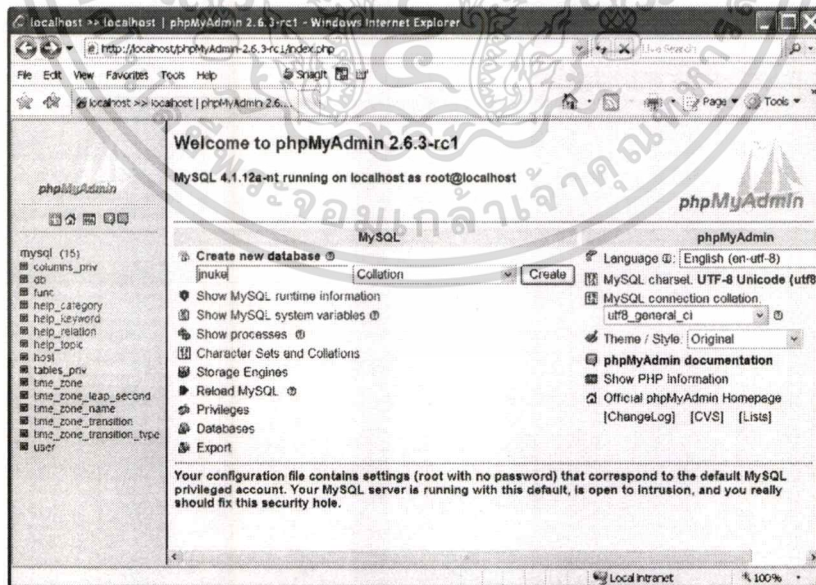 localhost >> localhost | phpMyAdmin 2.6.3-rc1 - Windows Internet Explorer
http://localhost/phpMyAdmin-2.6.3-rc1/index.php
Live Search
File Edit View Favorites Tools Help
SnagIt
localhost >> localhost | phpMyAdmin 2.6....
Page Tools
phpMyAdmin
mysql (15)
columns_priv
db
func
help_category
help_keyword
help_relation
help_topic
host
tables_priv
time_zone
time_zone_leap_second
time_zone_name
time_zone_transition
time_zone_transition_type
user
Welcome to phpMyAdmin 2.6.3-rc1
MySQL 4.1.12a-nt running on localhost as root@localhost
phpMyAdmin
MySQL
Create new database
jnuke Collation Create
Show MySQL runtime information
Show MySQL system variables
Show processes
Character Sets and Collations
Storage Engines
Reload MySQL
Privileges
Databases
Export
phpMyAdmin
Language: English (en-utf-8)
MySQL charset: UTF-8 Unicode (utf8
MySQL connection collation:
utf8_general_ci
Theme / Style: Original
phpMyAdmin documentation
Show PHP information
Official phpMyAdmin Homepage
[ChangeLog] [CVS] [Lists]
Your configuration file contains settings (root with no password) that correspond to the default MySQL
privileged account. Your MySQL server is running with this default, is open to intrusion, and you really
should fix this security hole.
Local intranet
100%